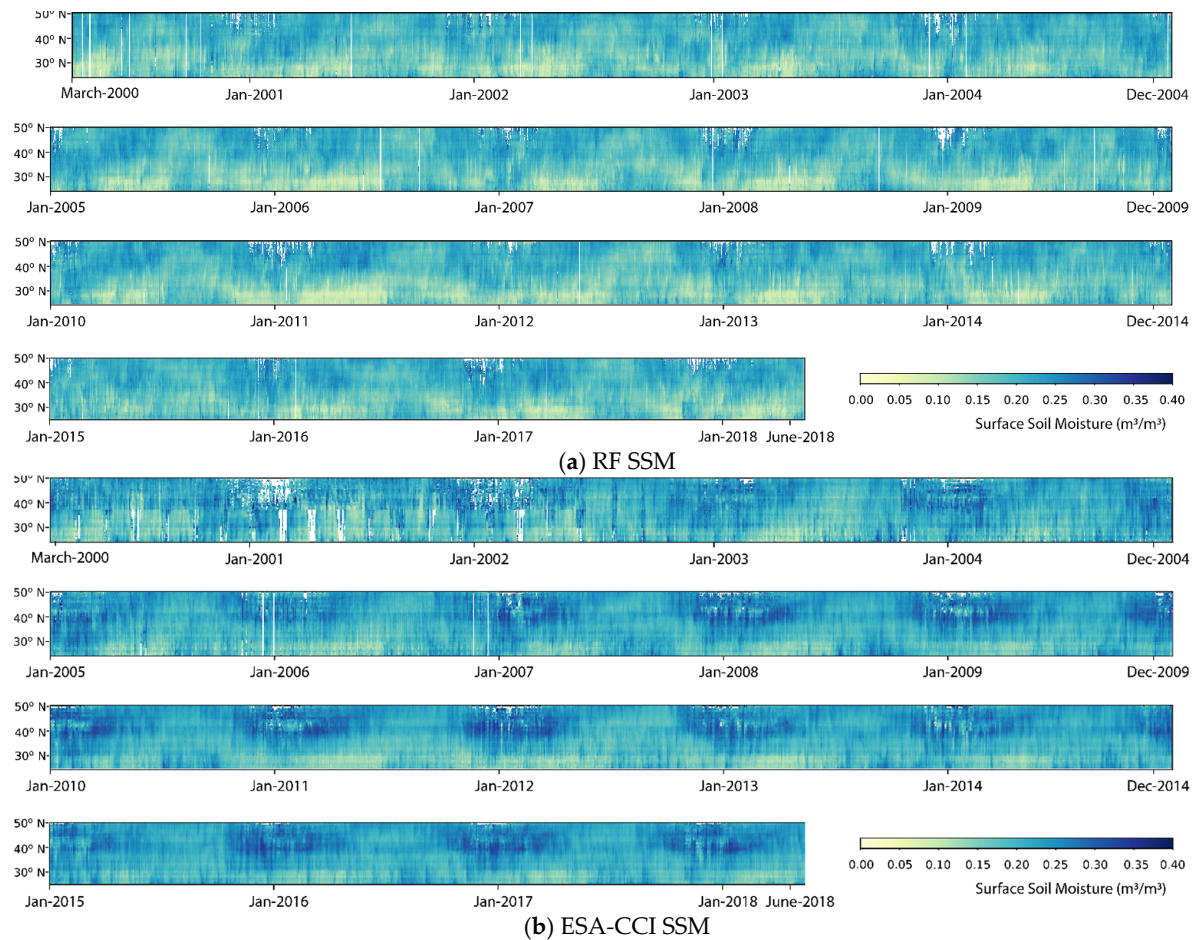 50° N
40° N
30° N
March-2000 Jan-2001 Jan-2002 Jan-2003 Jan-2004 Dec-2004
50° N
30° N
Jan-2005 Jan-2006 Jan-2007 Jan-2008 Jan-2009 Dec-2009
50° N
40° N
30° N
Jan-2010 Jan-2011 Jan-2012 Jan-2013 Jan-2014 Dec-2014
50° N
40° N
30° N
Jan-2015 Jan-2016 Jan-2017 Jan-2018 June-2018
0.00 0.05 0.10 0.15 0.20 0.25 0.30 0.35 0.40
Surface Soil Moisture (m³/m³)
(a) RF SSM
50° N
40° N
30° N
March-2000 Jan-2001 Jan-2002 Jan-2003 Jan-2004 Dec-2004
50° N
40° N
30° N
Jan-2005 Jan-2006 Jan-2007 Jan-2008 Jan-2009 Dec-2009
50° N
40° N
30° N
Jan-2010 Jan-2011 Jan-2012 Jan-2013 Jan-2014 Dec-2014
50° N
40° N
30° N
Jan-2015 Jan-2016 Jan-2017 Jan-2018 June-2018
0.00 0.05 0.10 0.15 0.20 0.25 0.30 0.35 0.40
Surface Soil Moisture (m³/m³)
(b) ESA-CCI SSM